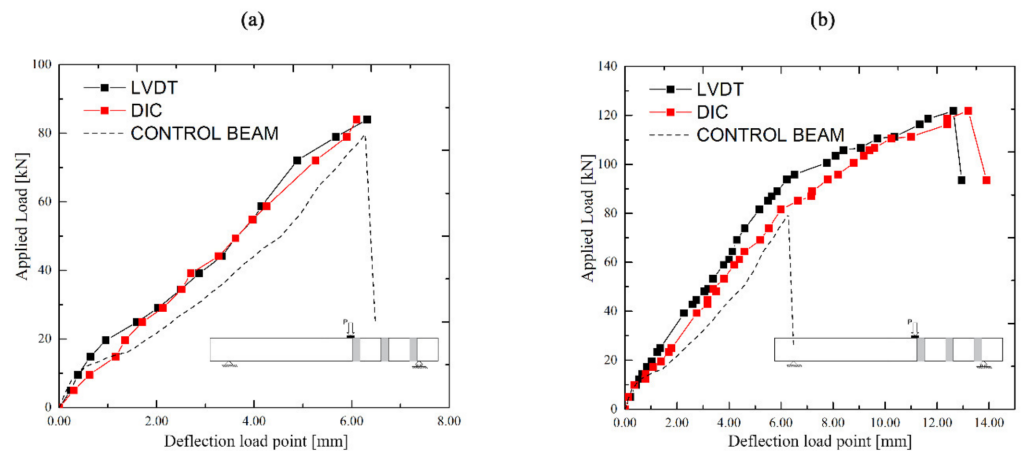 (a)
(b)
100
80
60
40
20
0
Applied Load [kN]
LVDT
DIC
CONTROL BEAM
P
0.00
2.00
4.00
6.00
8.00
Deflection load point [mm]
140
120
100
80
60
40
20
0
Applied Load [kN]
LVDT
DIC
CONTROL BEAM
P
0.00
2.00
4.00
6.00
8.00
10.00
12.00
14.00
Deflection load point [mm]